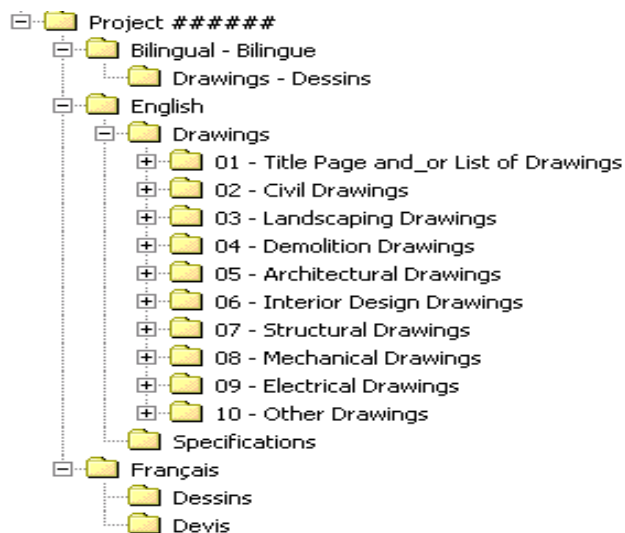 Project ######
Bilingual - Bilingue
Drawings - Dessins
English
Drawings
01 - Title Page and_or List of Drawings
02 - Civil Drawings
03 - Landscaping Drawings
04 - Demolition Drawings
05 - Architectural Drawings
06 - Interior Design Drawings
07 - Structural Drawings
08 - Mechanical Drawings
09 - Electrical Drawings
10 - Other Drawings
Specifications
Français
Dessins
Devis